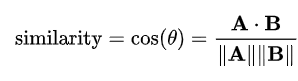 similarity = cos(θ) = A · B / ‖A‖‖B‖